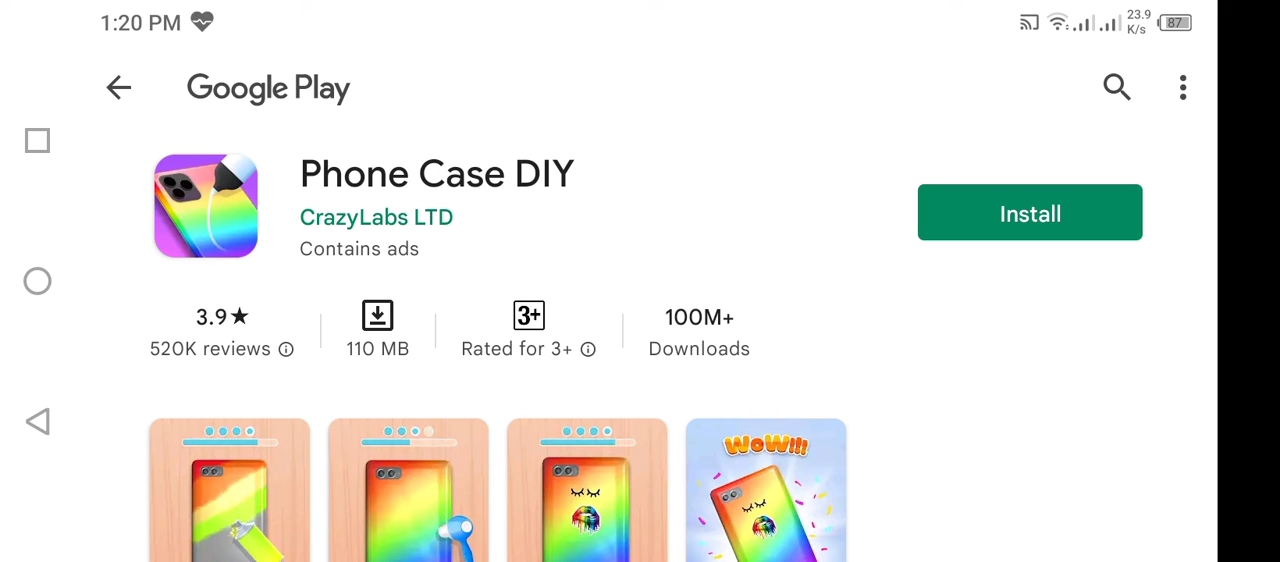 1:20 PM
23.9
K/s
87
Google Play
Phone Case DIY
CrazyLabs LTD
Contains ads
Install
3.9★
520K reviews
110 MB
3+
Rated for 3+
100M+
Downloads
WOW!!!